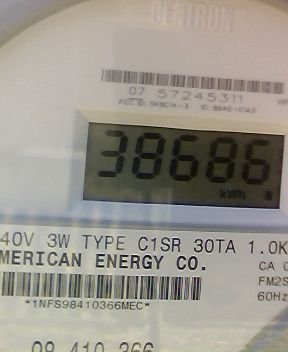 CENTRON
07 57245311
38686
kWh
40V 3W TYPE C1SR 30TA 1.0K
MERICAN ENERGY CO.
CA 0
FM2S
60Hz
*1NFS98410366MEC*
98 410 366